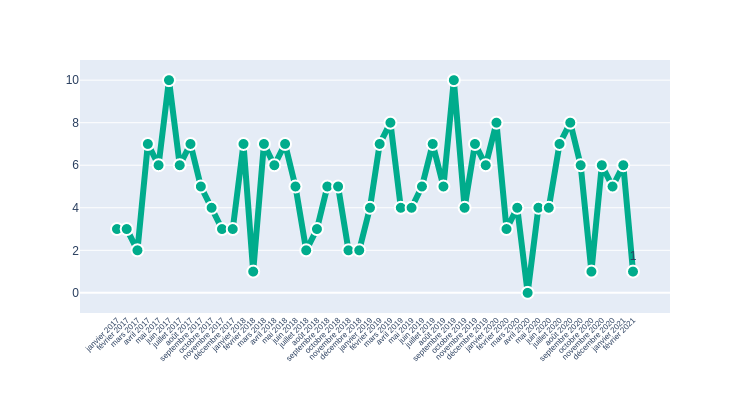 10
8
6
4
2
0
1
janvier 2017
février 2017
mars 2017
avril 2017
mai 2017
juin 2017
juillet 2017
août 2017
septembre 2017
octobre 2017
novembre 2017
décembre 2017
janvier 2018
février 2018
mars 2018
avril 2018
mai 2018
juin 2018
juillet 2018
août 2018
septembre 2018
octobre 2018
novembre 2018
décembre 2018
janvier 2019
février 2019
mars 2019
avril 2019
mai 2019
juin 2019
juillet 2019
août 2019
septembre 2019
octobre 2019
novembre 2019
décembre 2019
janvier 2020
février 2020
mars 2020
avril 2020
mai 2020
juin 2020
juillet 2020
août 2020
septembre 2020
octobre 2020
novembre 2020
décembre 2020
janvier 2021
février 2021